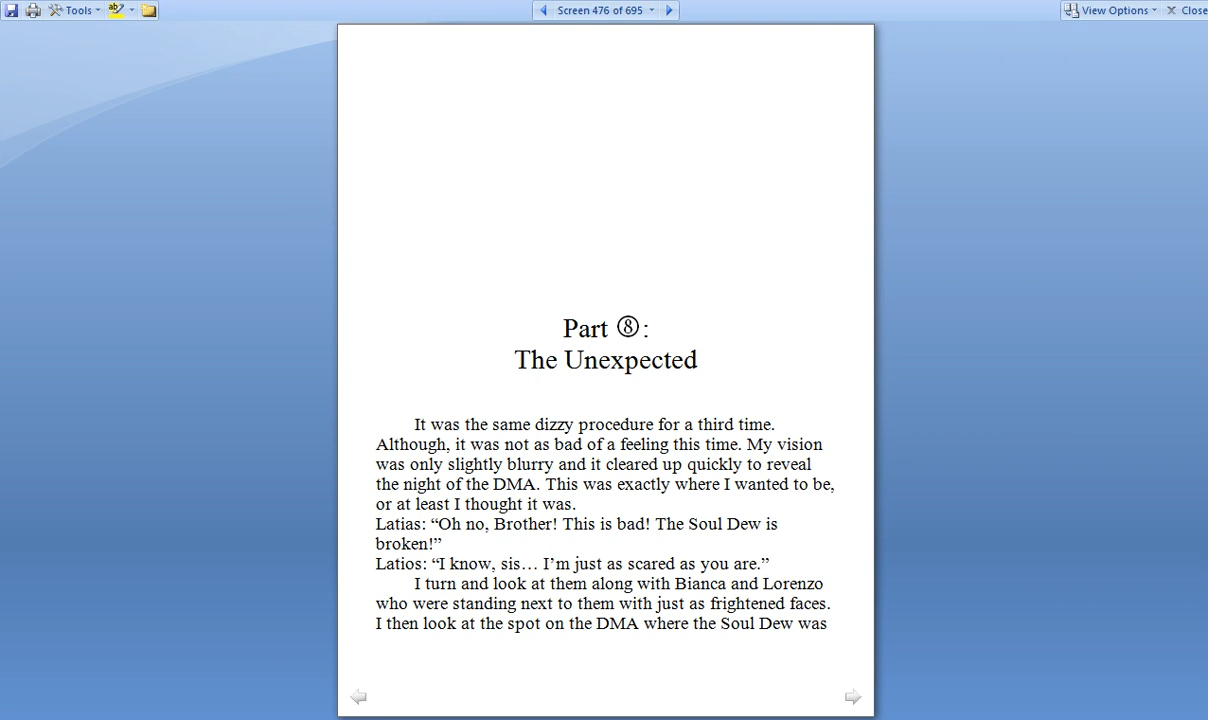 Tools
Screen 476 of 695
View Options
Close
Part ⑧:
The Unexpected
It was the same dizzy procedure for a third time.
Although, it was not as bad of a feeling this time. My vision
was only slightly blurry and it cleared up quickly to reveal
the night of the DMA. This was exactly where I wanted to be,
or at least I thought it was.
Latias: “Oh no, Brother! This is bad! The Soul Dew is
broken!”
Latios: “I know, sis… I’m just as scared as you are.”
I turn and look at them along with Bianca and Lorenzo
who were standing next to them with just as frightened faces.
I then look at the spot on the DMA where the Soul Dew was